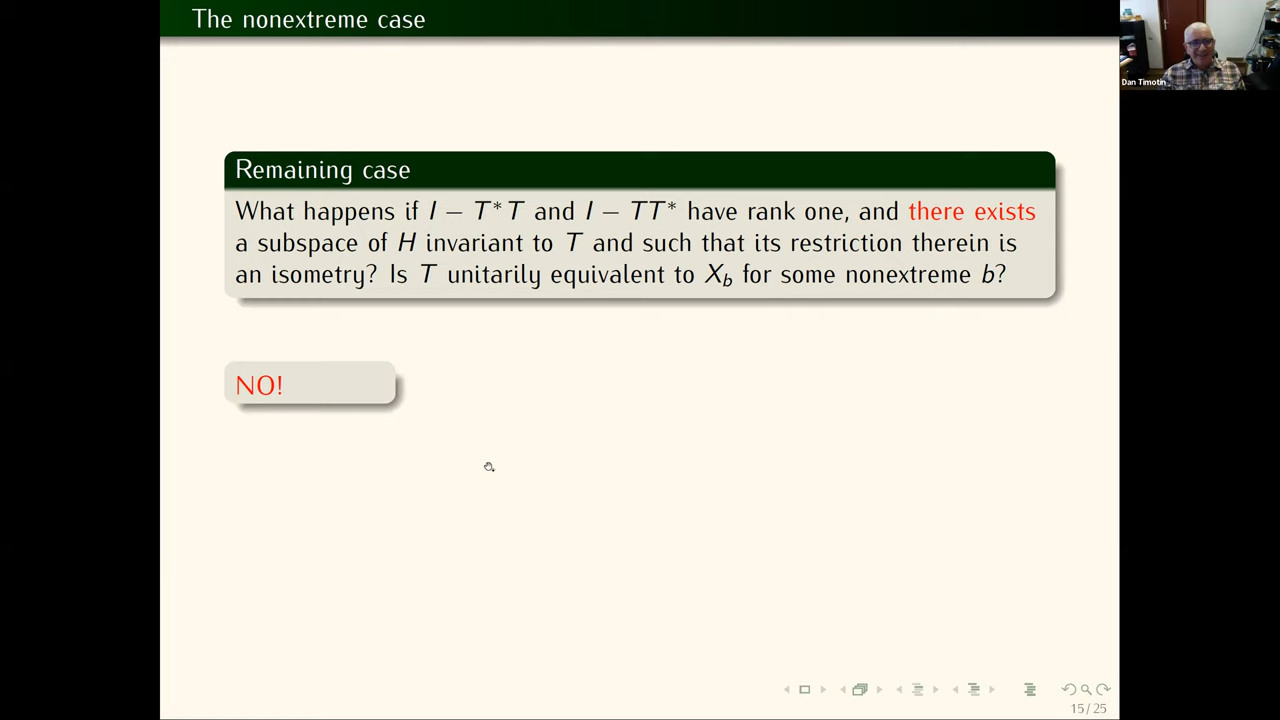 The nonextreme case
Dan Timotin
Remaining case
What happens if I − T*T and I − TT* have rank one, and there exists
a subspace of H invariant to T and such that its restriction therein is
an isometry? Is T unitarily equivalent to X_b for some nonextreme b?
NO!
15/25